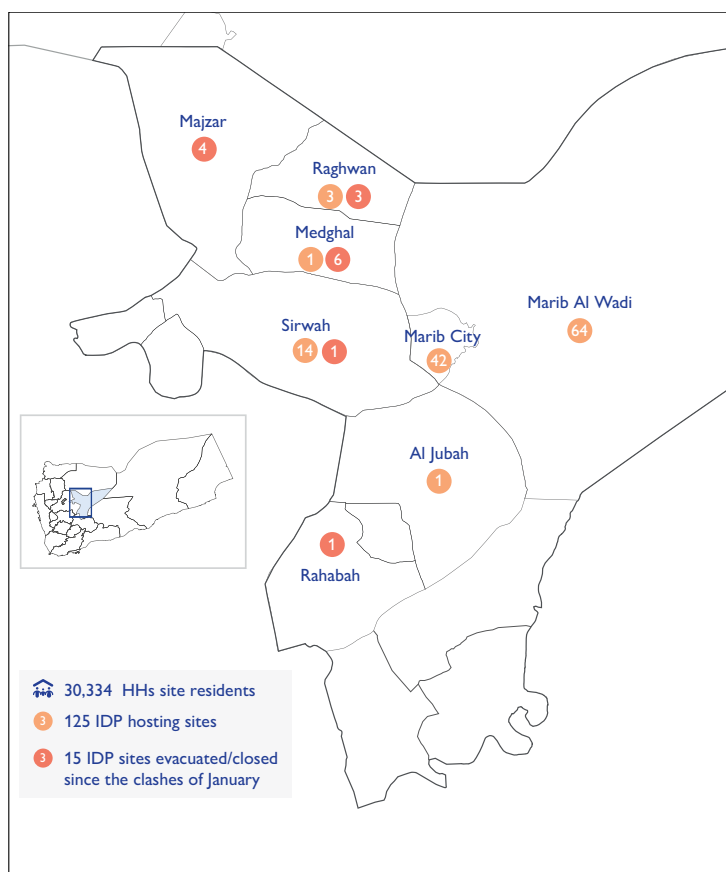 Majzar
4
Raghwan
3 3
Medghal
1 6
Marib Al Wadi
64
Sirwah
14 1
Marib City
42
Al Jubah
1
1
Rahabah
30,334 HHs site residents
3 125 IDP hosting sites
3 15 IDP sites evacuated/closed
since the clashes of January